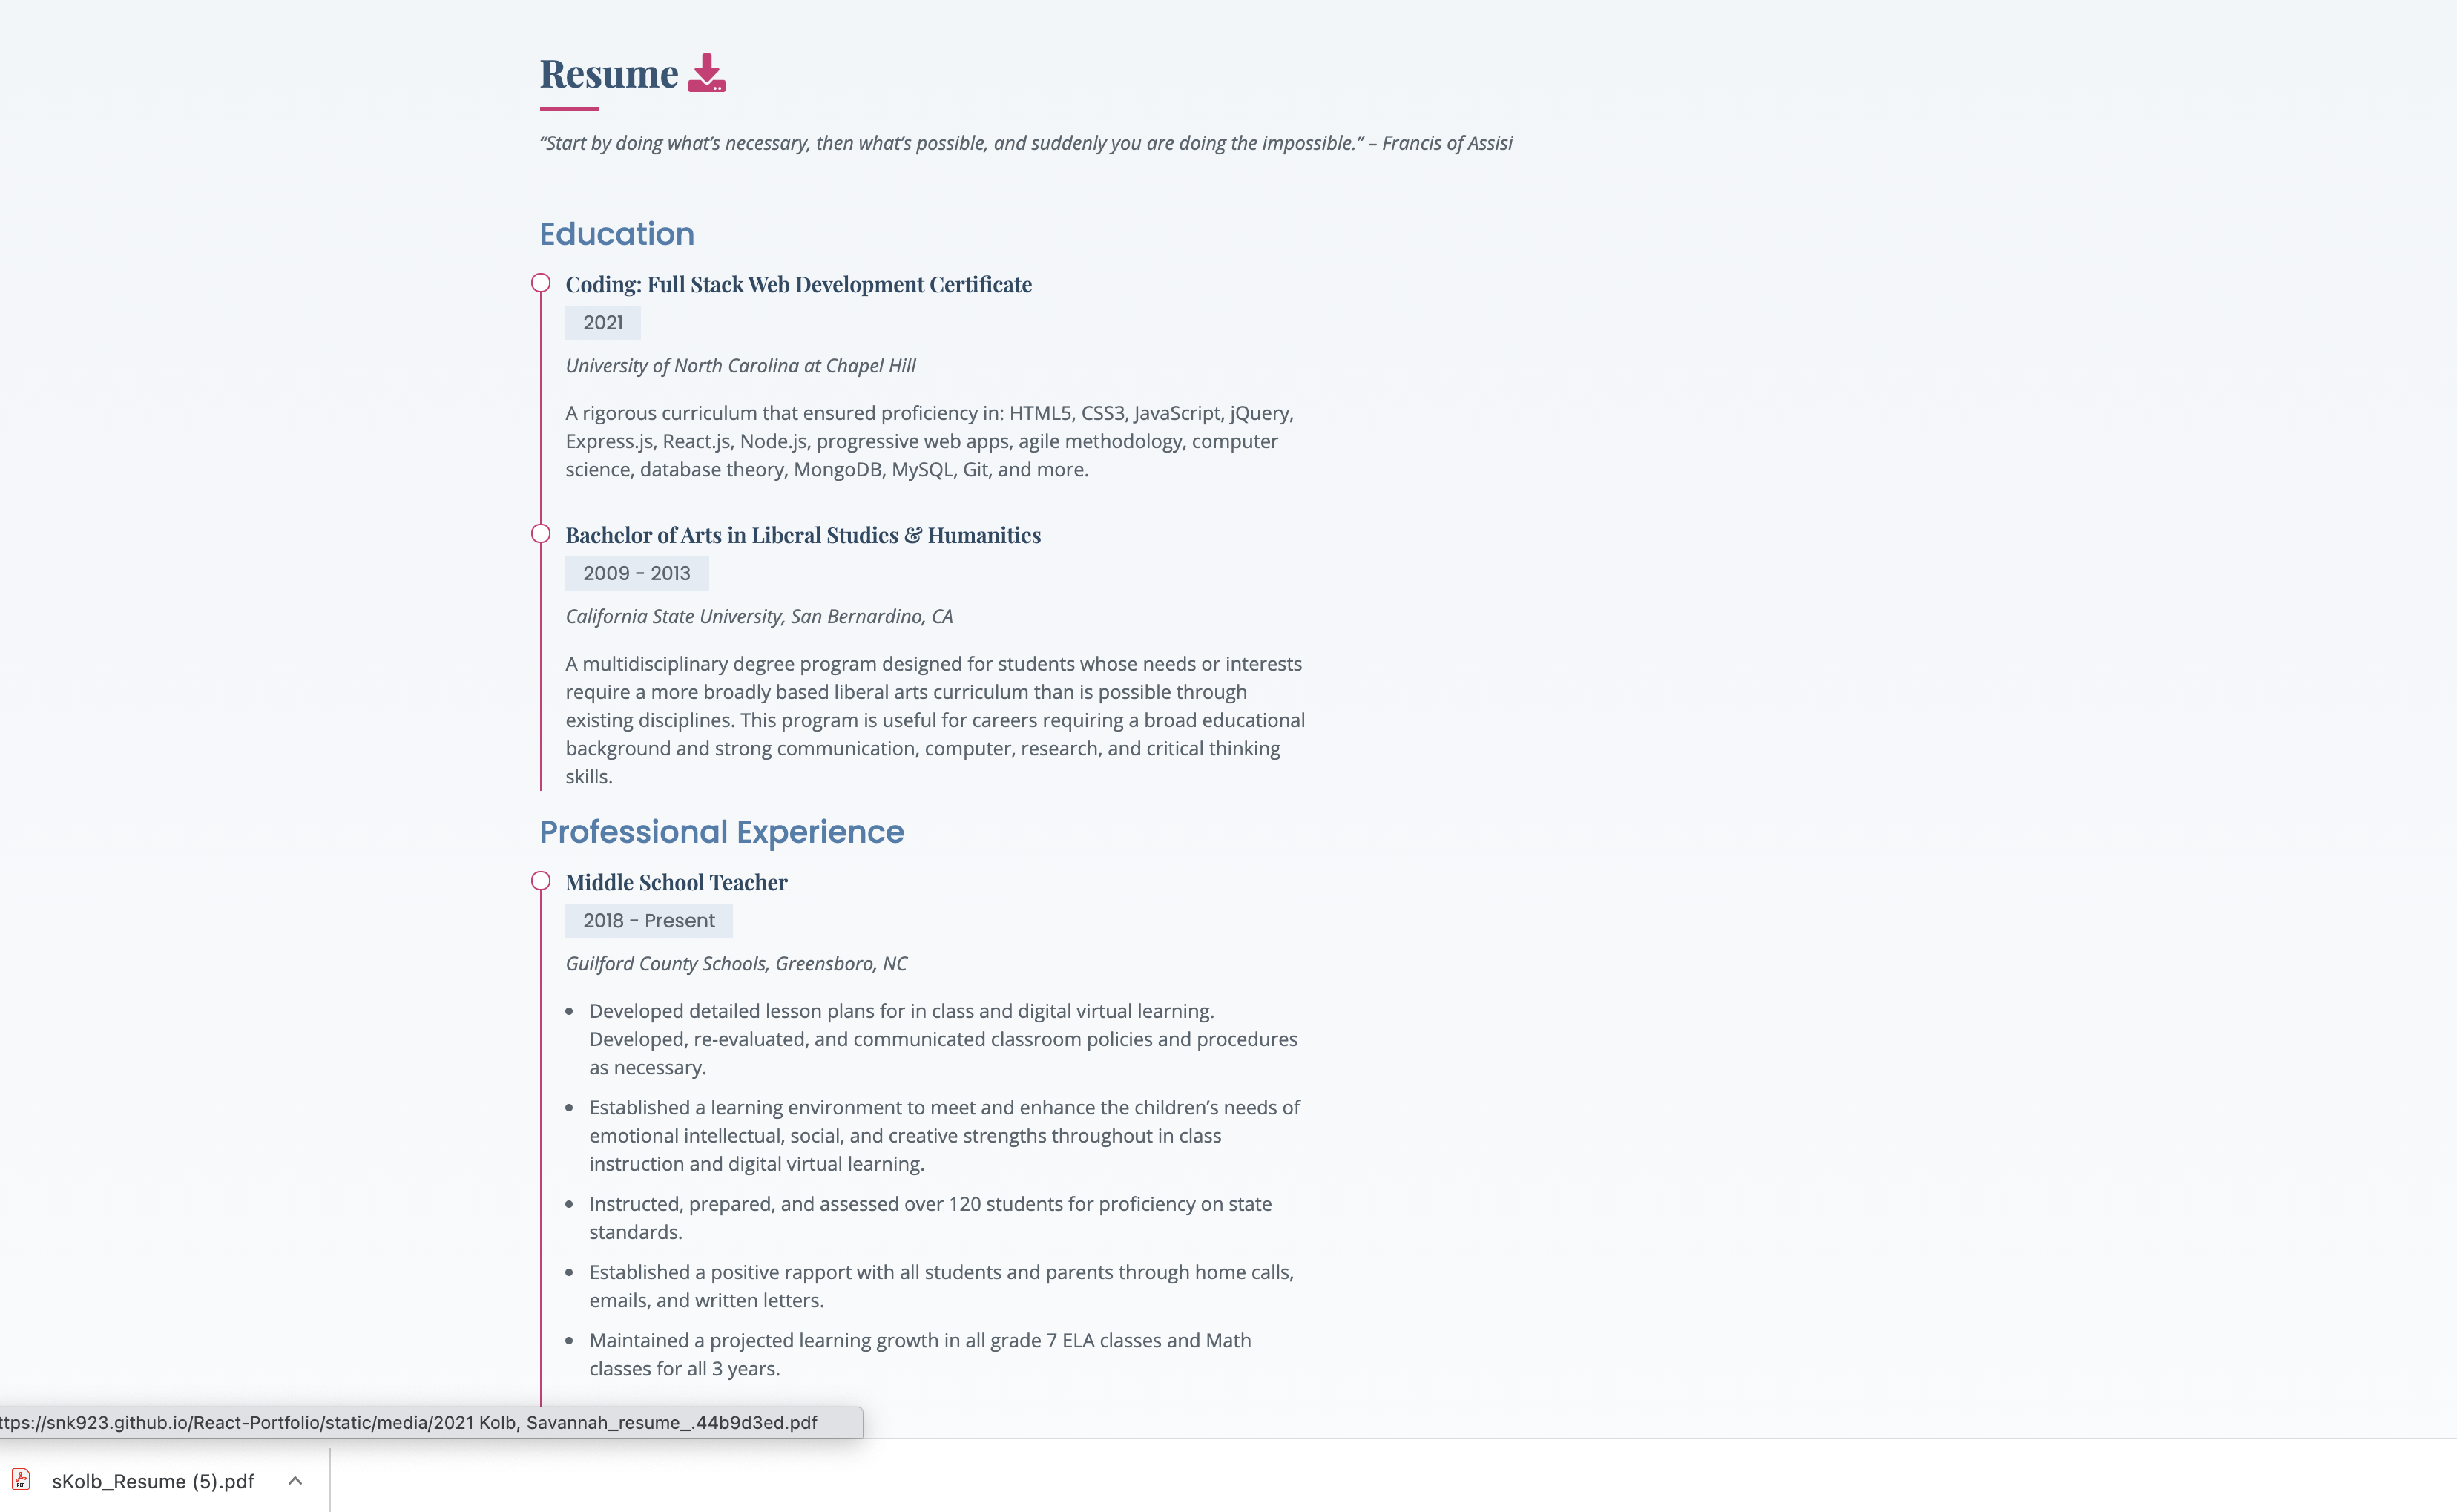 Resume
“Start by doing what’s necessary, then what’s possible, and suddenly you are doing the impossible.” – Francis of Assisi
Education
Coding: Full Stack Web Development Certificate
2021
University of North Carolina at Chapel Hill
A rigorous curriculum that ensured proficiency in: HTML5, CSS3, JavaScript, jQuery,
Express.js, React.js, Node.js, progressive web apps, agile methodology, computer
science, database theory, MongoDB, MySQL, Git, and more.
Bachelor of Arts in Liberal Studies & Humanities
2009 - 2013
California State University, San Bernardino, CA
A multidisciplinary degree program designed for students whose needs or interests
require a more broadly based liberal arts curriculum than is possible through
existing disciplines. This program is useful for careers requiring a broad educational
background and strong communication, computer, research, and critical thinking
skills.
Professional Experience
Middle School Teacher
2018 - Present
Guilford County Schools, Greensboro, NC
• Developed detailed lesson plans for in class and digital virtual learning.
Developed, re-evaluated, and communicated classroom policies and procedures
as necessary.
• Established a learning environment to meet and enhance the children’s needs of
emotional intellectual, social, and creative strengths throughout in class
instruction and digital virtual learning.
• Instructed, prepared, and assessed over 120 students for proficiency on state
standards.
• Established a positive rapport with all students and parents through home calls,
emails, and written letters.
• Maintained a projected learning growth in all grade 7 ELA classes and Math
classes for all 3 years.
ttps://snk923.github.io/React-Portfolio/static/media/2021 Kolb, Savannah_resume_.44b9d3ed.pdf
sKolb_Resume (5).pdf